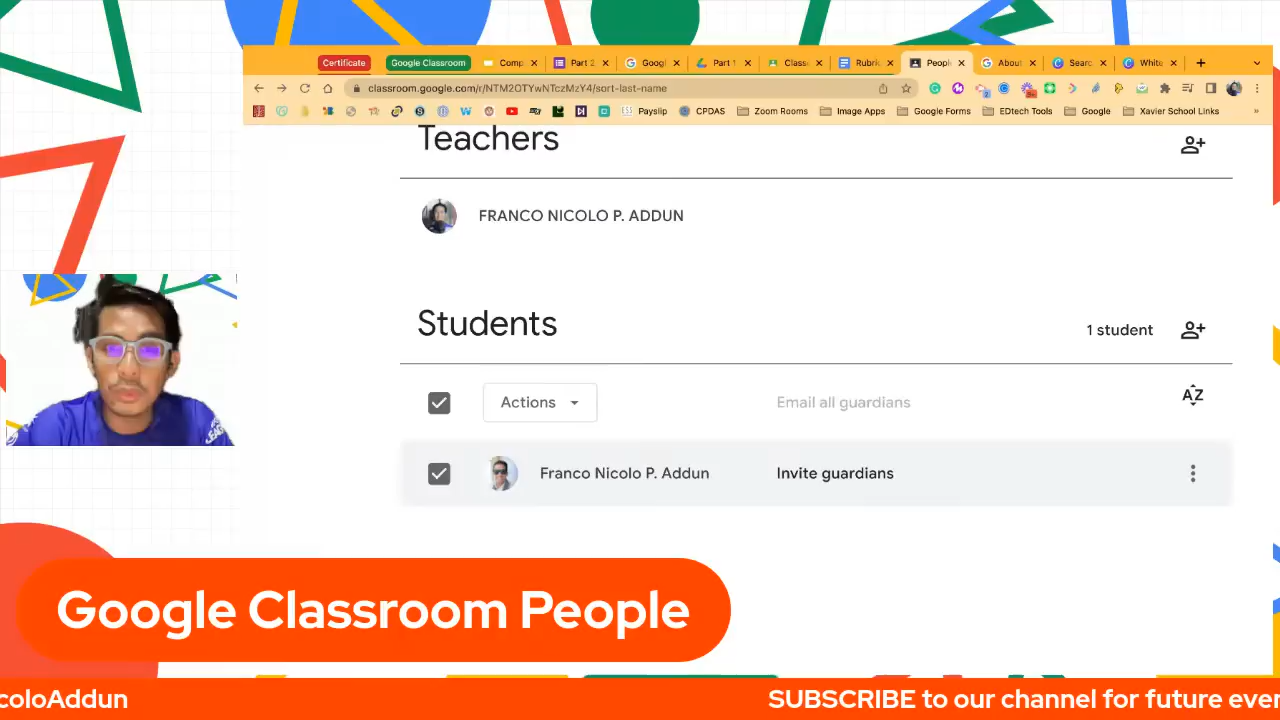 Certificate
Google Classroom
Comp
Part 2
Googl
Part 1
Classr
Rubric
People
About
Searc
White
classroom.google.com/r/NTM2OTYwNTczMzY4/sort-last-name
Payslip
CPDAS
Zoom Rooms
Image Apps
Google Forms
EDtech Tools
Google
Xavier School Links
Teachers
FRANCO NICOLO P. ADDUN
Students
1 student
Actions
Email all guardians
AZ
Franco Nicolo P. Addun
Invite guardians
Google Classroom People
coloAddun
SUBSCRIBE to our channel for future ever